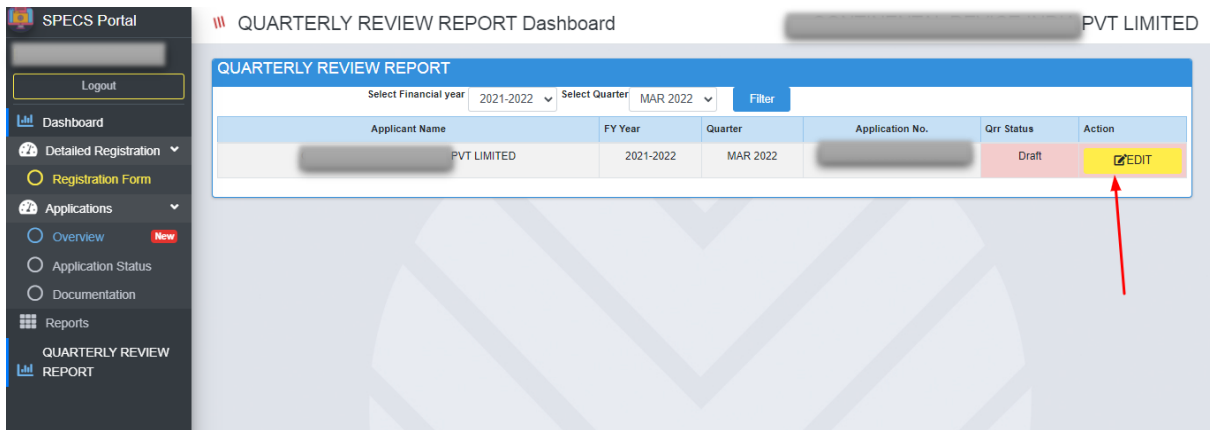 SPECS Portal
QUARTERLY REVIEW REPORT Dashboard
PVT LIMITED
Logout
Dashboard
Detailed Registration
Registration Form
Applications
Overview New
Application Status
Documentation
Reports
QUARTERLY REVIEW
REPORT
QUARTERLY REVIEW REPORT
Select Financial year 2021-2022 Select Quarter MAR 2022 Filter
Applicant Name FY Year Quarter Application No. Qrr Status Action
PVT LIMITED 2021-2022 MAR 2022 Draft EDIT